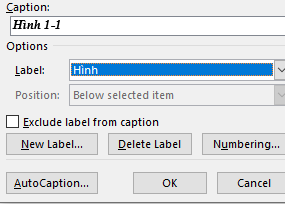 Caption:
Hình 1-1
Options
Label: Hình
Position: Below selected item
Exclude label from caption
New Label... Delete Label Numbering...
AutoCaption... OK Cancel